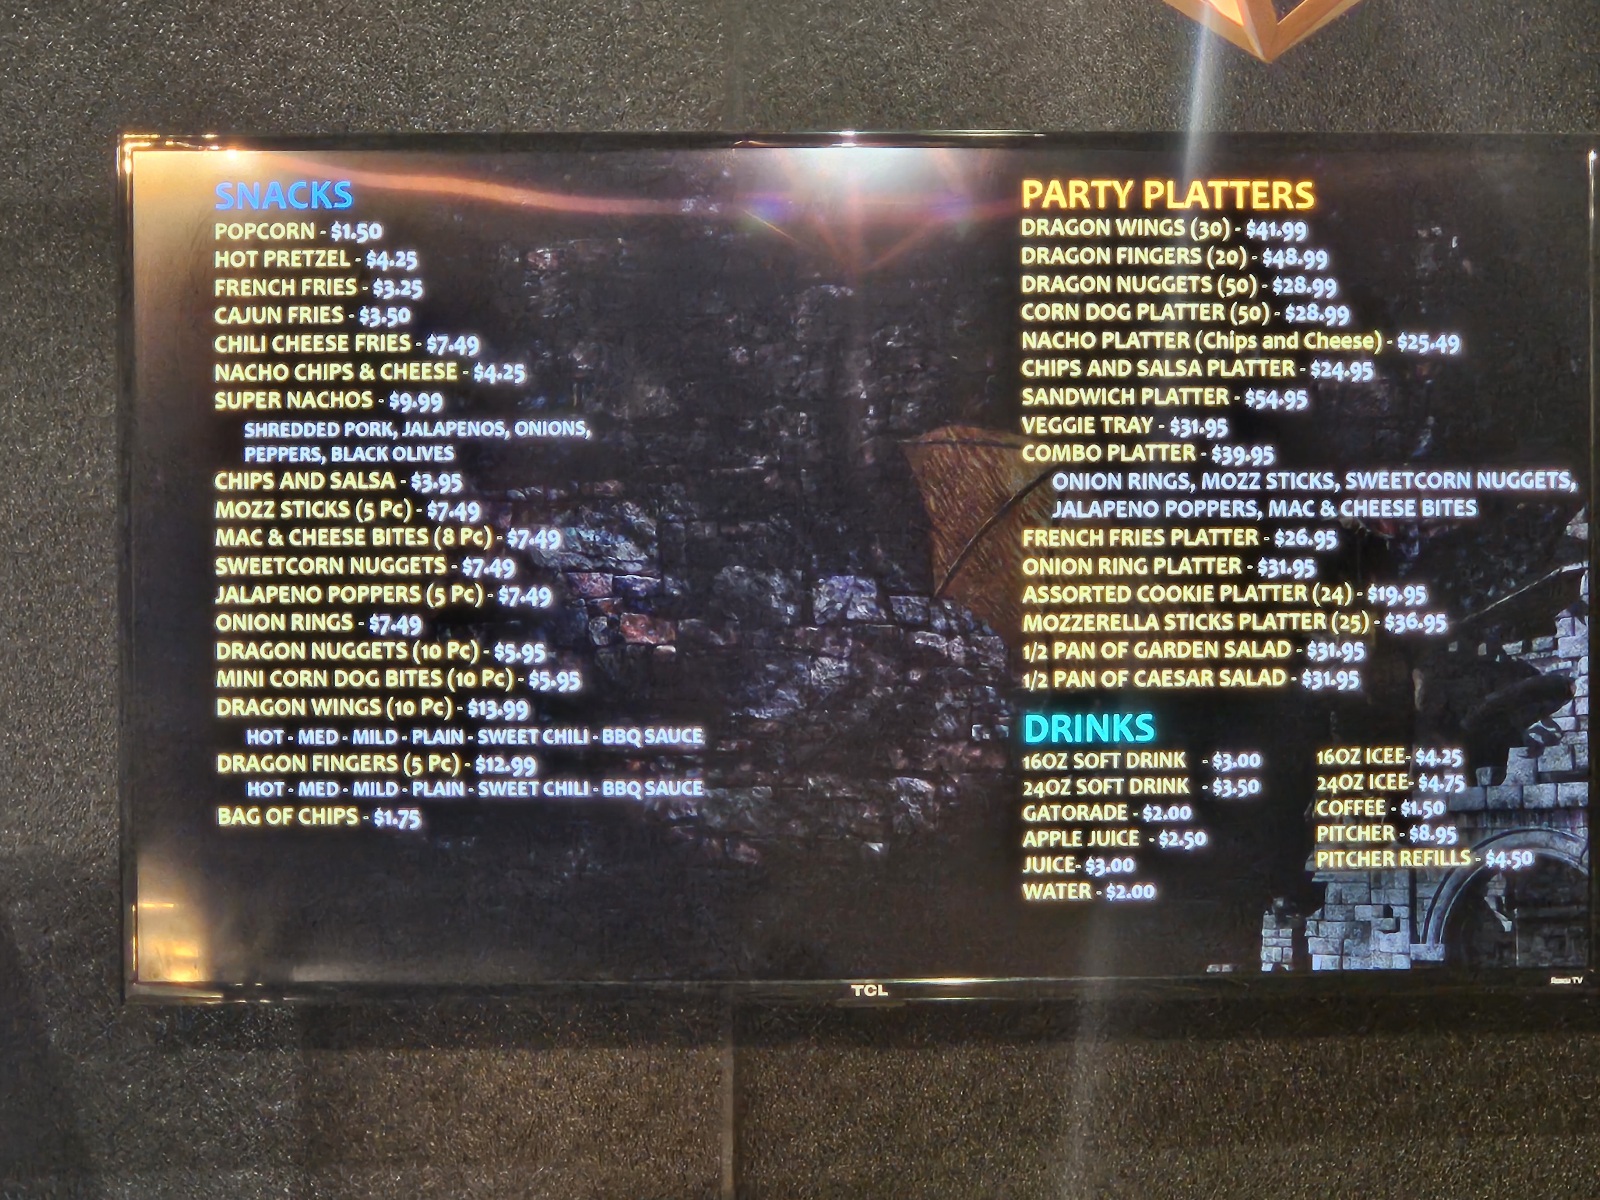 SNACKS
POPCORN - $1.50
HOT PRETZEL - $4.25
FRENCH FRIES - $3.25
CAJUN FRIES - $3.50
CHILI CHEESE FRIES - $7.49
NACHO CHIPS & CHEESE - $4.25
SUPER NACHOS - $9.99
SHREDDED PORK, JALAPENOS, ONIONS,
PEPPERS, BLACK OLIVES
CHIPS AND SALSA - $3.95
MOZZ STICKS (5 Pc) - $7.49
MAC & CHEESE BITES (8 Pc) - $7.49
SWEETCORN NUGGETS - $7.49
JALAPENO POPPERS (5 Pc) - $7.49
ONION RINGS - $7.49
DRAGON NUGGETS (10 Pc) - $5.95
MINI CORN DOG BITES (10 Pc) - $5.95
DRAGON WINGS (10 Pc) - $13.99
HOT - MED - MILD - PLAIN - SWEET CHILI - BBQ SAUCE
DRAGON FINGERS (5 Pc) - $12.99
HOT - MED - MILD - PLAIN - SWEET CHILI - BBQ SAUCE
BAG OF CHIPS - $1.75
PARTY PLATTERS
DRAGON WINGS (30) - $41.99
DRAGON FINGERS (20) - $48.99
DRAGON NUGGETS (50) - $28.99
CORN DOG PLATTER (50) - $28.99
NACHO PLATTER (Chips and Cheese) - $25.49
CHIPS AND SALSA PLATTER - $24.95
SANDWICH PLATTER - $54.95
VEGGIE TRAY - $31.95
COMBO PLATTER - $39.95
ONION RINGS, MOZZ STICKS, SWEETCORN NUGGETS,
JALAPENO POPPERS, MAC & CHEESE BITES
FRENCH FRIES PLATTER - $26.95
ONION RING PLATTER - $31.95
ASSORTED COOKIE PLATTER (24) - $19.95
MOZZERELLA STICKS PLATTER (25) - $36.95
1/2 PAN OF GARDEN SALAD - $31.95
1/2 PAN OF CAESAR SALAD - $31.95
DRINKS
16OZ SOFT DRINK - $3.00
24OZ SOFT DRINK - $3.50
GATORADE - $2.00
APPLE JUICE - $2.50
JUICE- $3.00
WATER - $2.00
16OZ ICEE- $4.25
24OZ ICEE- $4.75
COFFEE - $1.50
PITCHER - $8.95
PITCHER REFILLS - $4.50
TCL
Roku TV